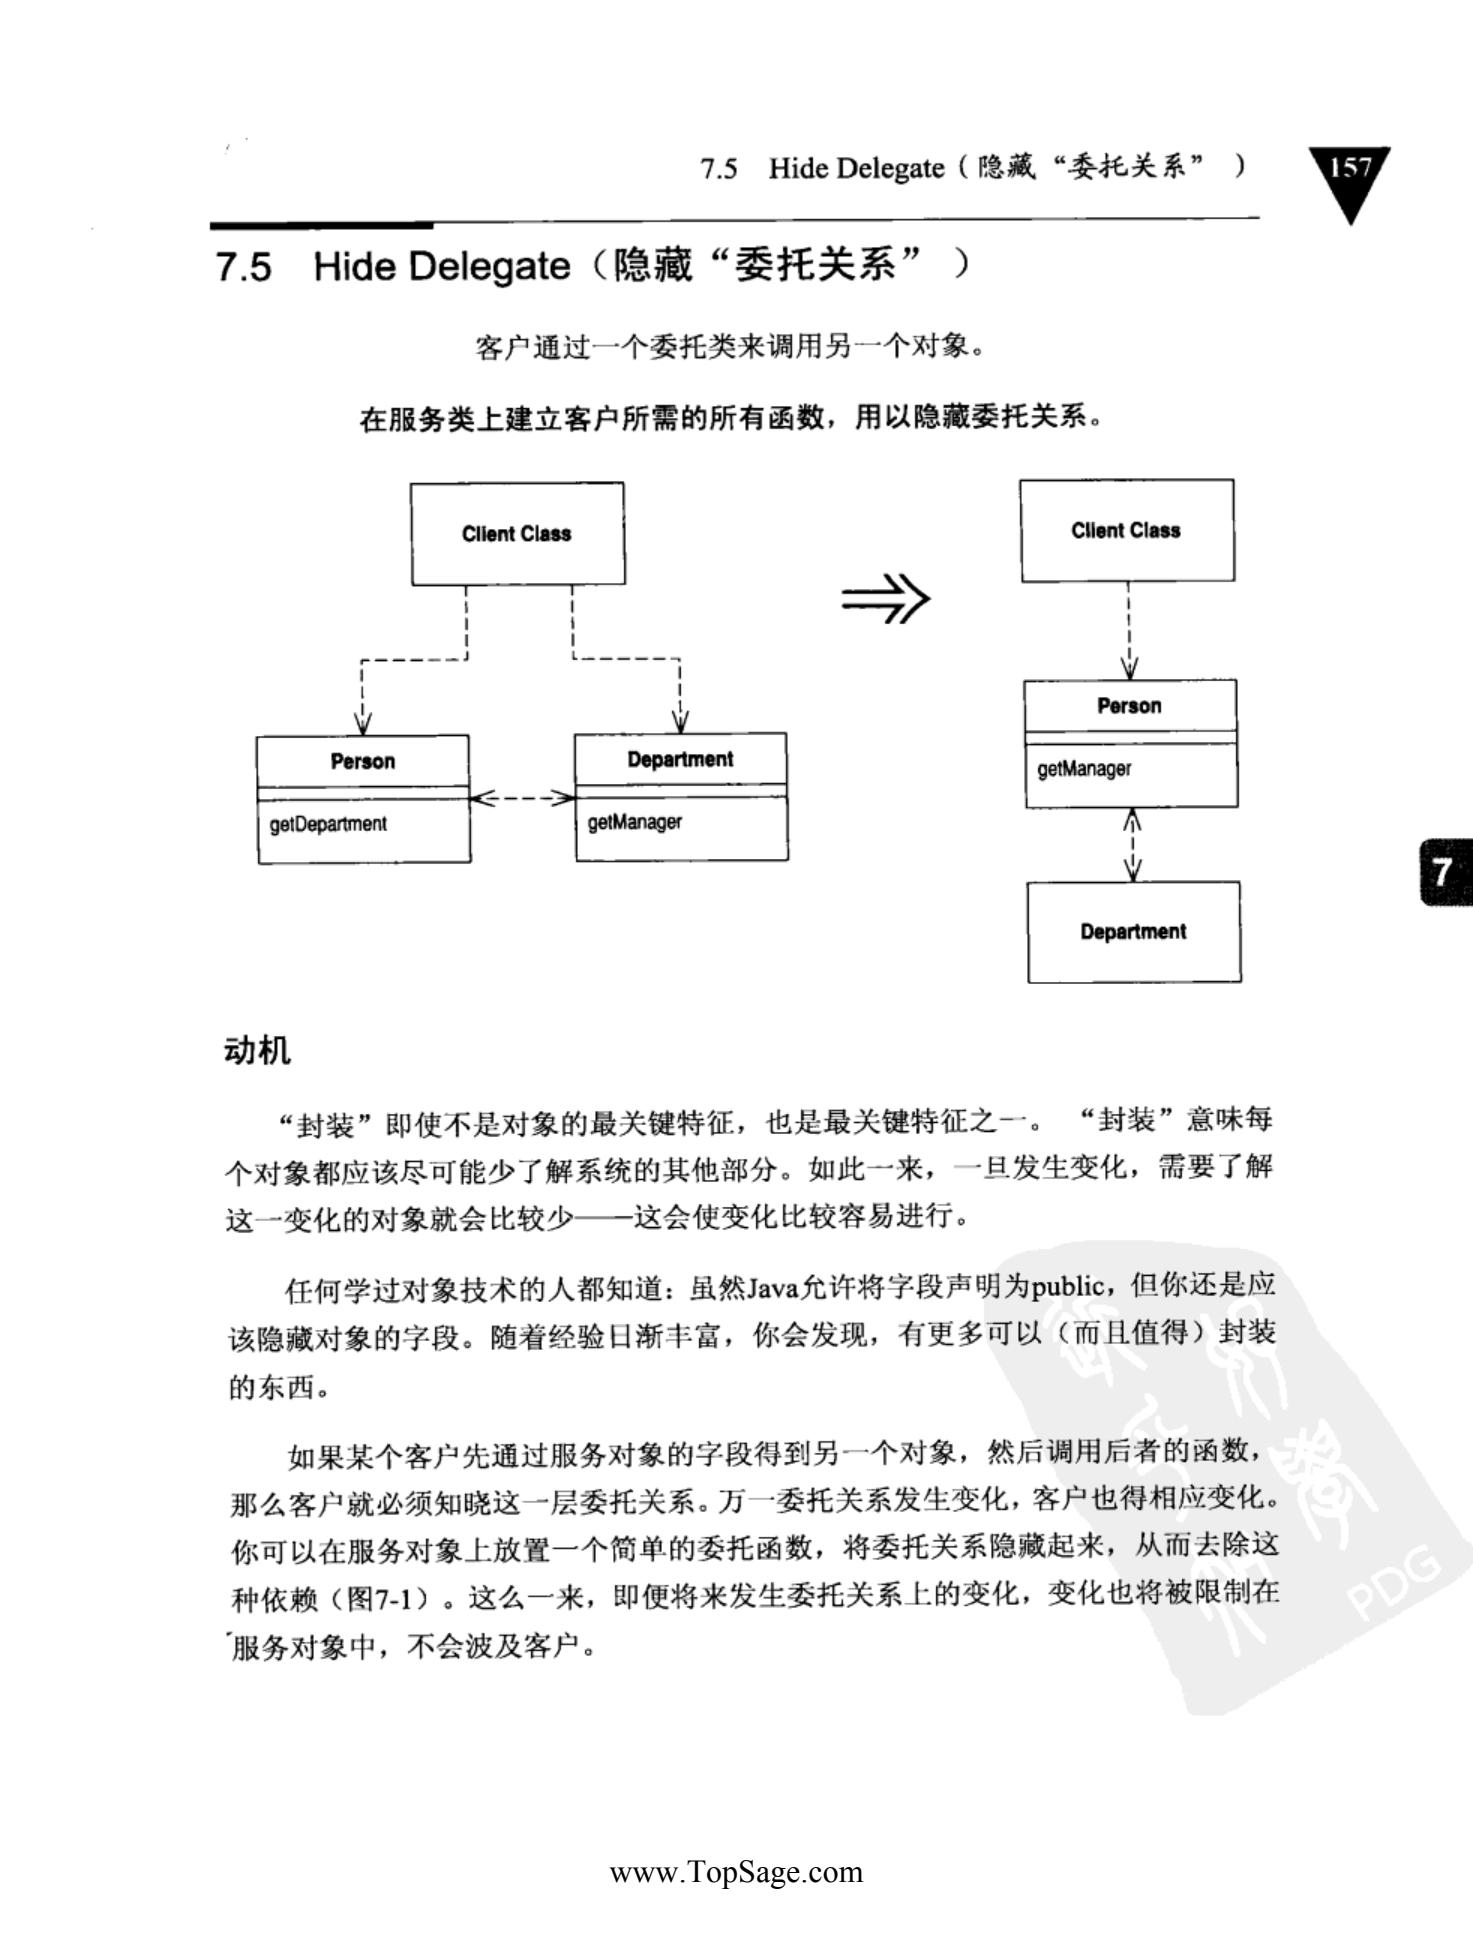 7.5 Hide Delegate（隐藏“委托关系”）
157
7.5 Hide Delegate（隐藏“委托关系”）
客户通过一个委托类来调用另一个对象。
在服务类上建立客户所需的所有函数，用以隐藏委托关系。
Client Class
Person
getDepartment
Department
getManager
Client Class
Person
getManager
Department
7
动机
“封装”即使不是对象的最关键特征，也是最关键特征之一。 “封装”意味每
个对象都应该尽可能少了解系统的其他部分。如此一来，一旦发生变化，需要了解
这一变化的对象就会比较少——这会使变化比较容易进行。
任何学过对象技术的人都知道：虽然Java允许将字段声明为public，但你还是应
该隐藏对象的字段。随着经验日渐丰富，你会发现，有更多可以（而且值得）封装
的东西。
如果某个客户先通过服务对象的字段得到另一个对象，然后调用后者的函数，
那么客户就必须知晓这一层委托关系。万一委托关系发生变化，客户也得相应变化。
你可以在服务对象上放置一个简单的委托函数，将委托关系隐藏起来，从而去除这
种依赖（图7-1）。这么一来，即便将来发生委托关系上的变化，变化也将被限制在
服务对象中，不会波及客户。
PDG
www.TopSage.com